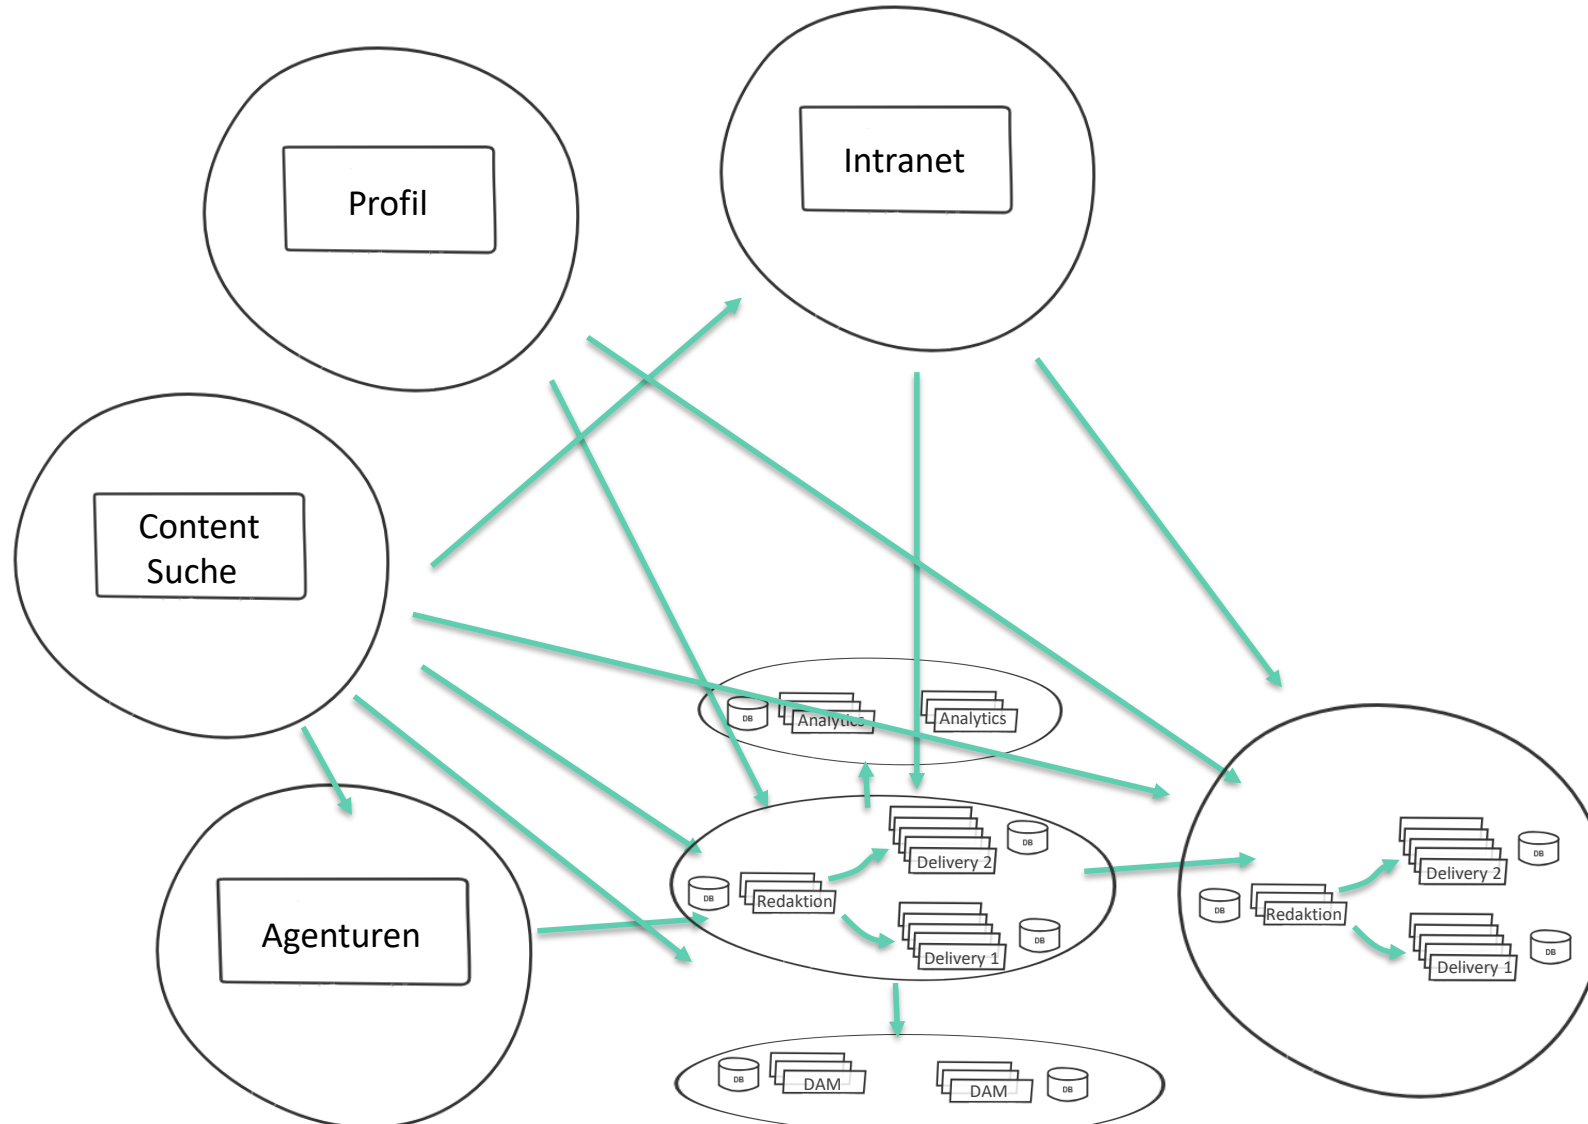 Intranet
Profil
Content
Suche
DB
Analytics
Analytics
Delivery 2
DB
DB
Redaktion
Delivery 1
DB
Agenturen
Delivery 2
DB
DB
Redaktion
Delivery 1
DB
DB
DAM
DAM
DB